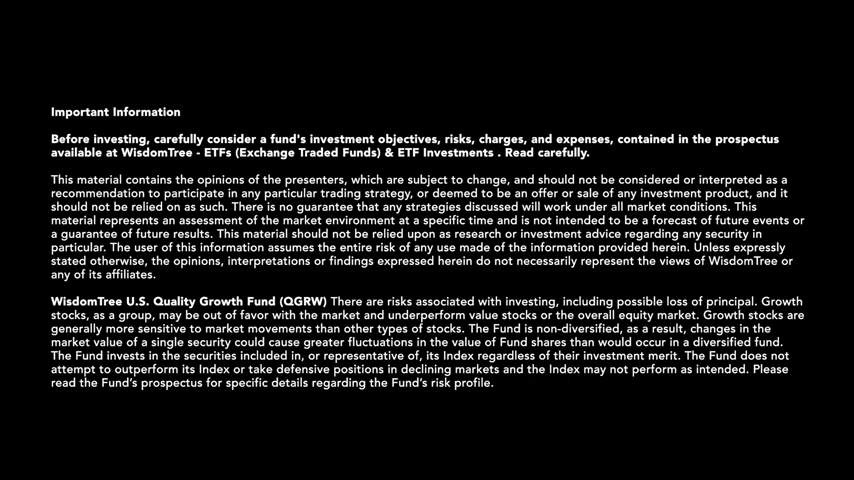 Important Information
Before investing, carefully consider a fund's investment objectives, risks, charges, and expenses, contained in the prospectus
available at WisdomTree - ETFs (Exchange Traded Funds) & ETF Investments . Read carefully.
This material contains the opinions of the presenters, which are subject to change, and should not be considered or interpreted as a
recommendation to participate in any particular trading strategy, or deemed to be an offer or sale of any investment product, and it
should not be relied on as such. There is no guarantee that any strategies discussed will work under all market conditions. This
material represents an assessment of the market environment at a specific time and is not intended to be a forecast of future events or
a guarantee of future results. This material should not be relied upon as research or investment advice regarding any security in
particular. The user of this information assumes the entire risk of any use made of the information provided herein. Unless expressly
stated otherwise, the opinions, interpretations or findings expressed herein do not necessarily represent the views of WisdomTree or
any of its affiliates.
WisdomTree U.S. Quality Growth Fund (QGRW) There are risks associated with investing, including possible loss of principal. Growth
stocks, as a group, may be out of favor with the market and underperform value stocks or the overall equity market. Growth stocks are
generally more sensitive to market movements than other types of stocks. The Fund is non-diversified, as a result, changes in the
market value of a single security could cause greater fluctuations in the value of Fund shares than would occur in a diversified fund.
The Fund invests in the securities included in, or representative of, its Index regardless of their investment merit. The Fund does not
attempt to outperform its Index or take defensive positions in declining markets and the Index may not perform as intended. Please
read the Fund’s prospectus for specific details regarding the Fund’s risk profile.